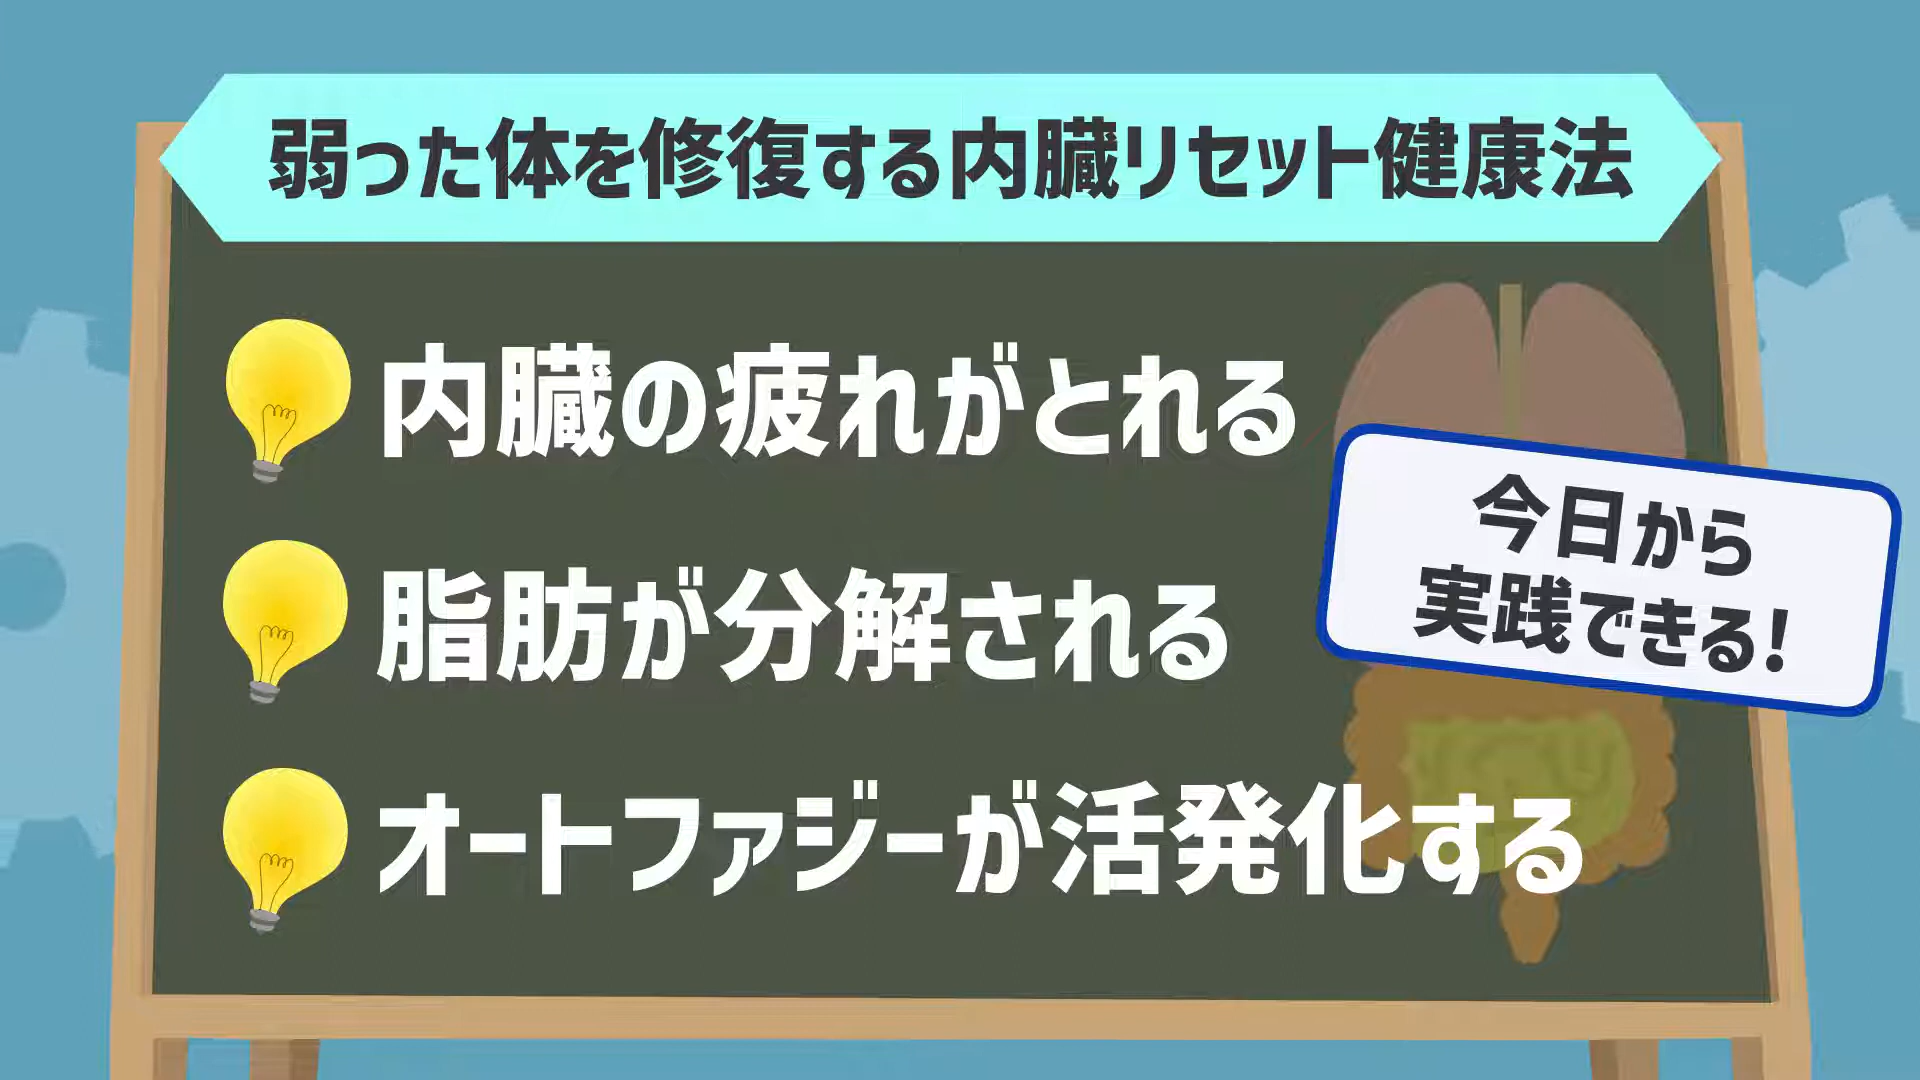 弱った体を修復する内臓リセット健康法
内臓の疲れがとれる
今日から
実践できる!
脂肪が分解される
オートファジーが活発化する